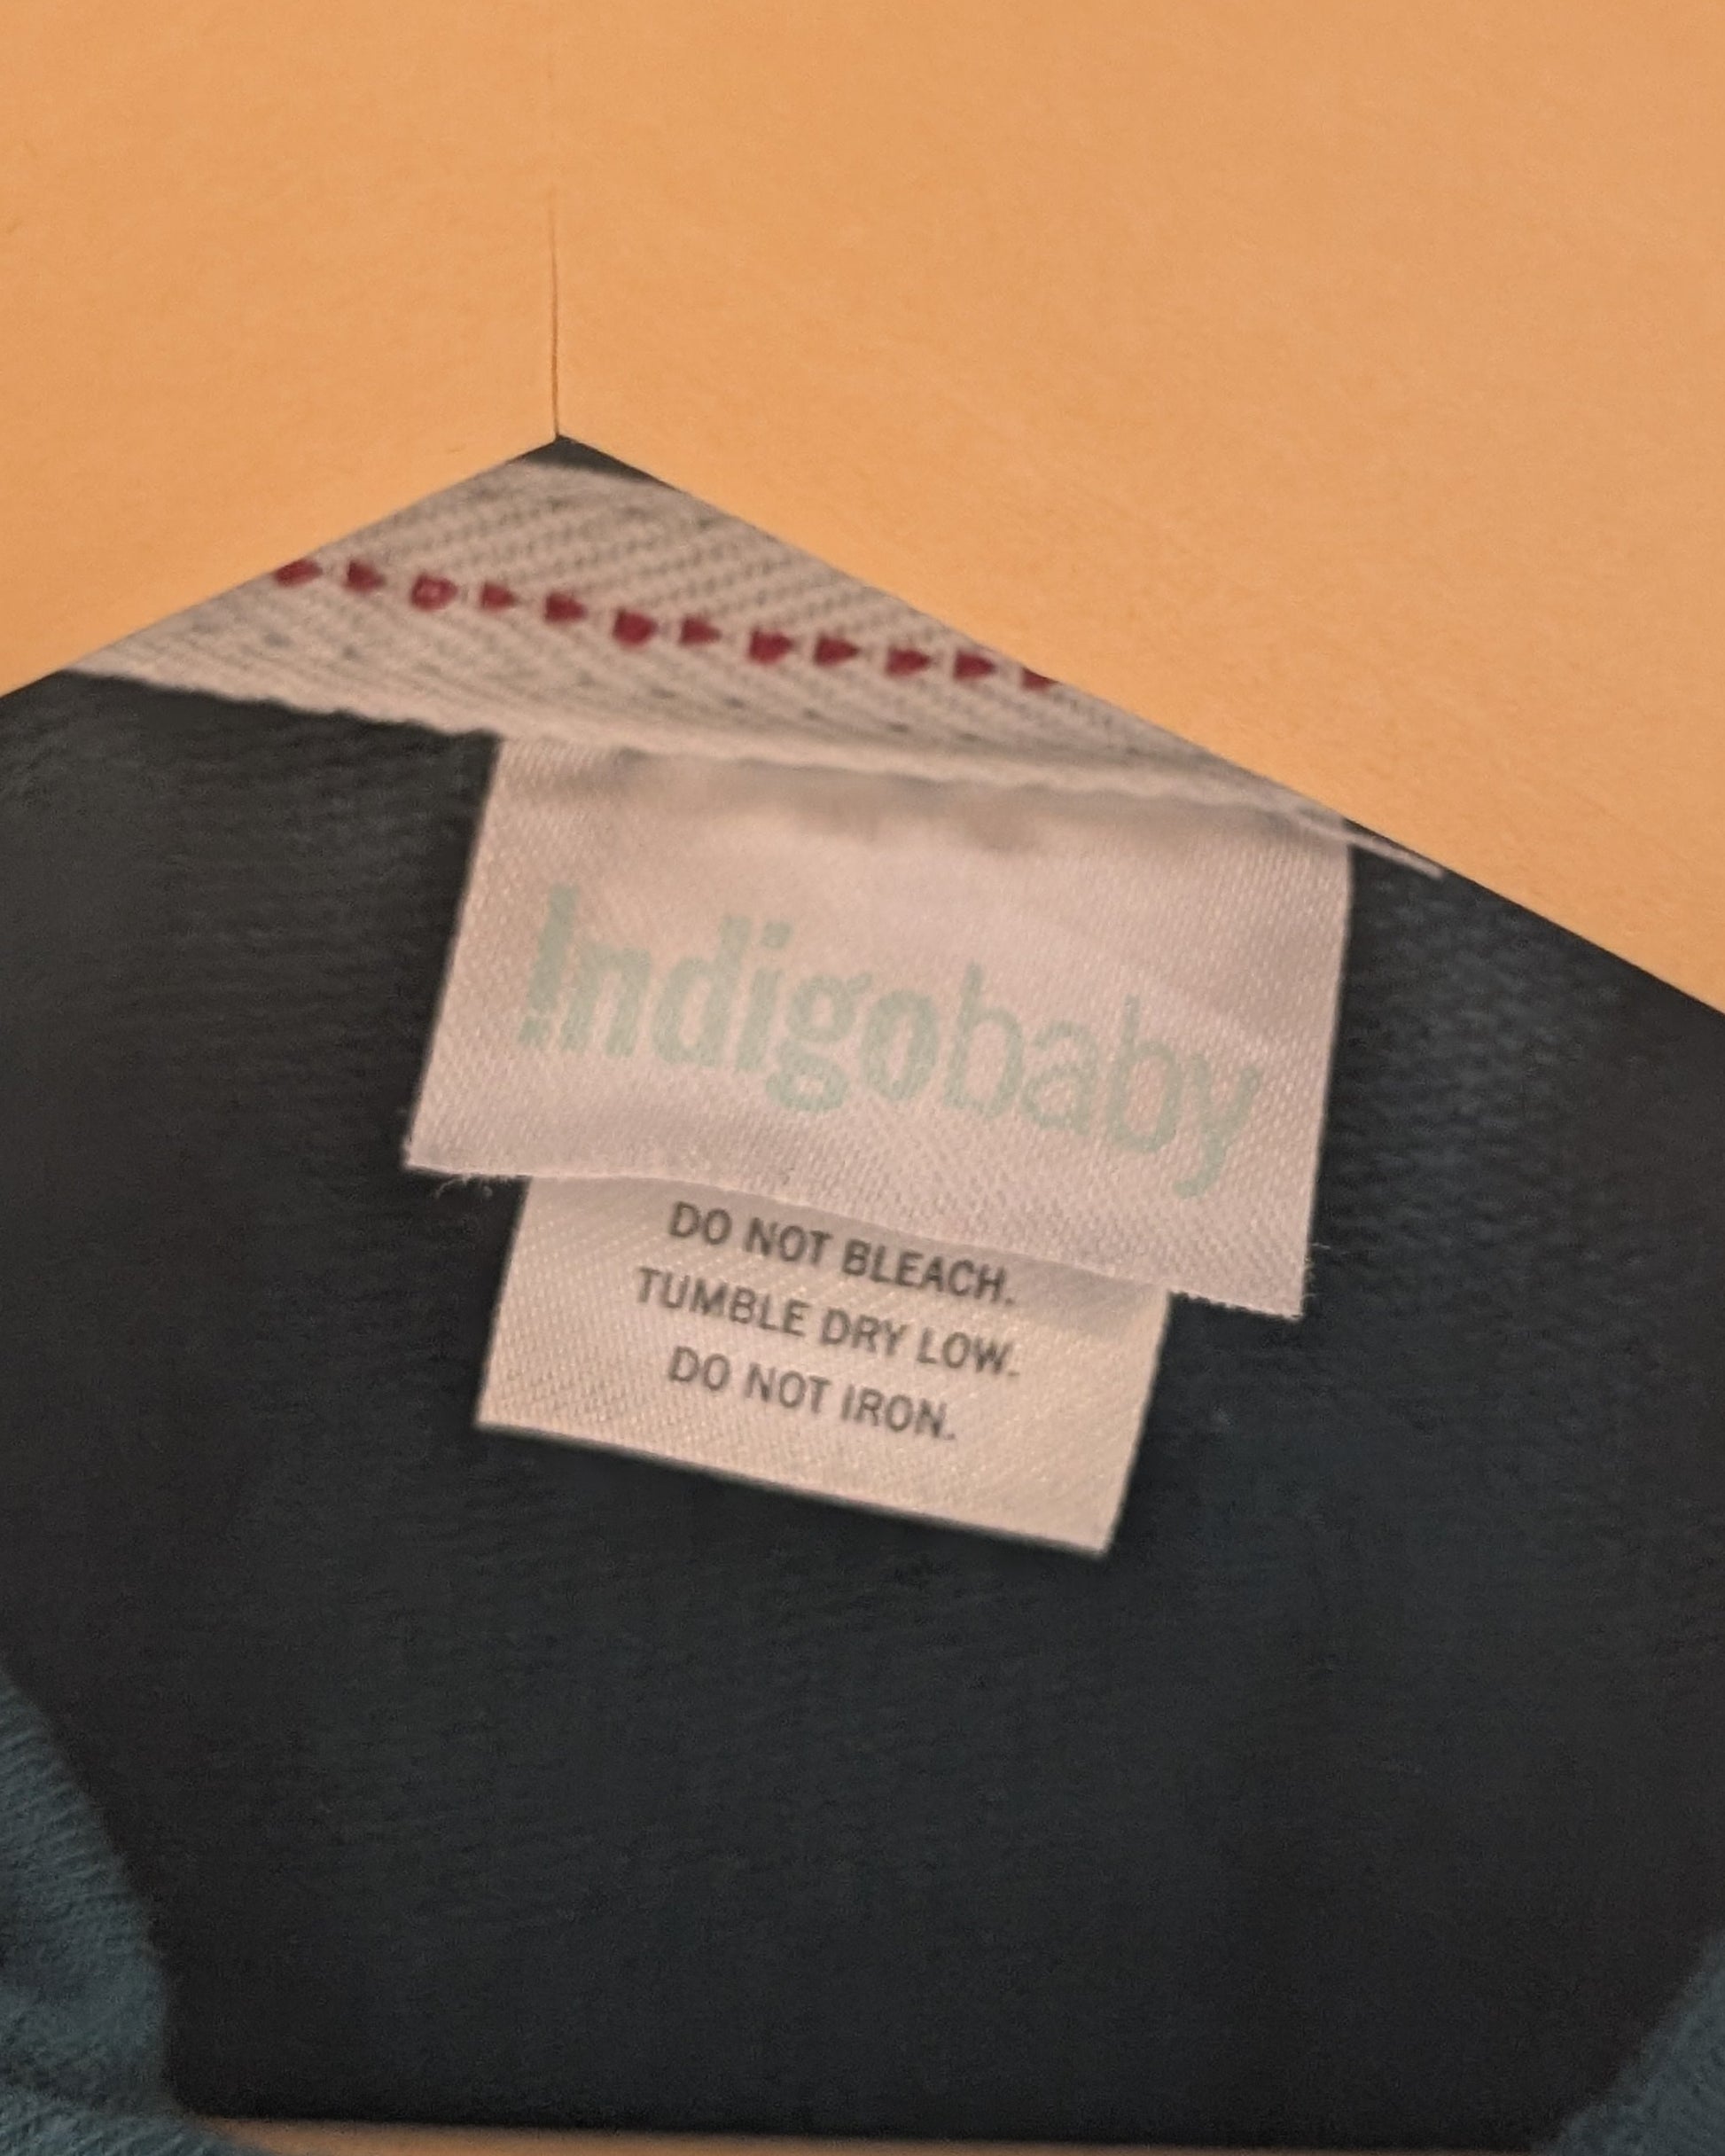 Indigobaby
DO NOT BLEACH.
TUMBLE DRY LOW.
DO NOT IRON.